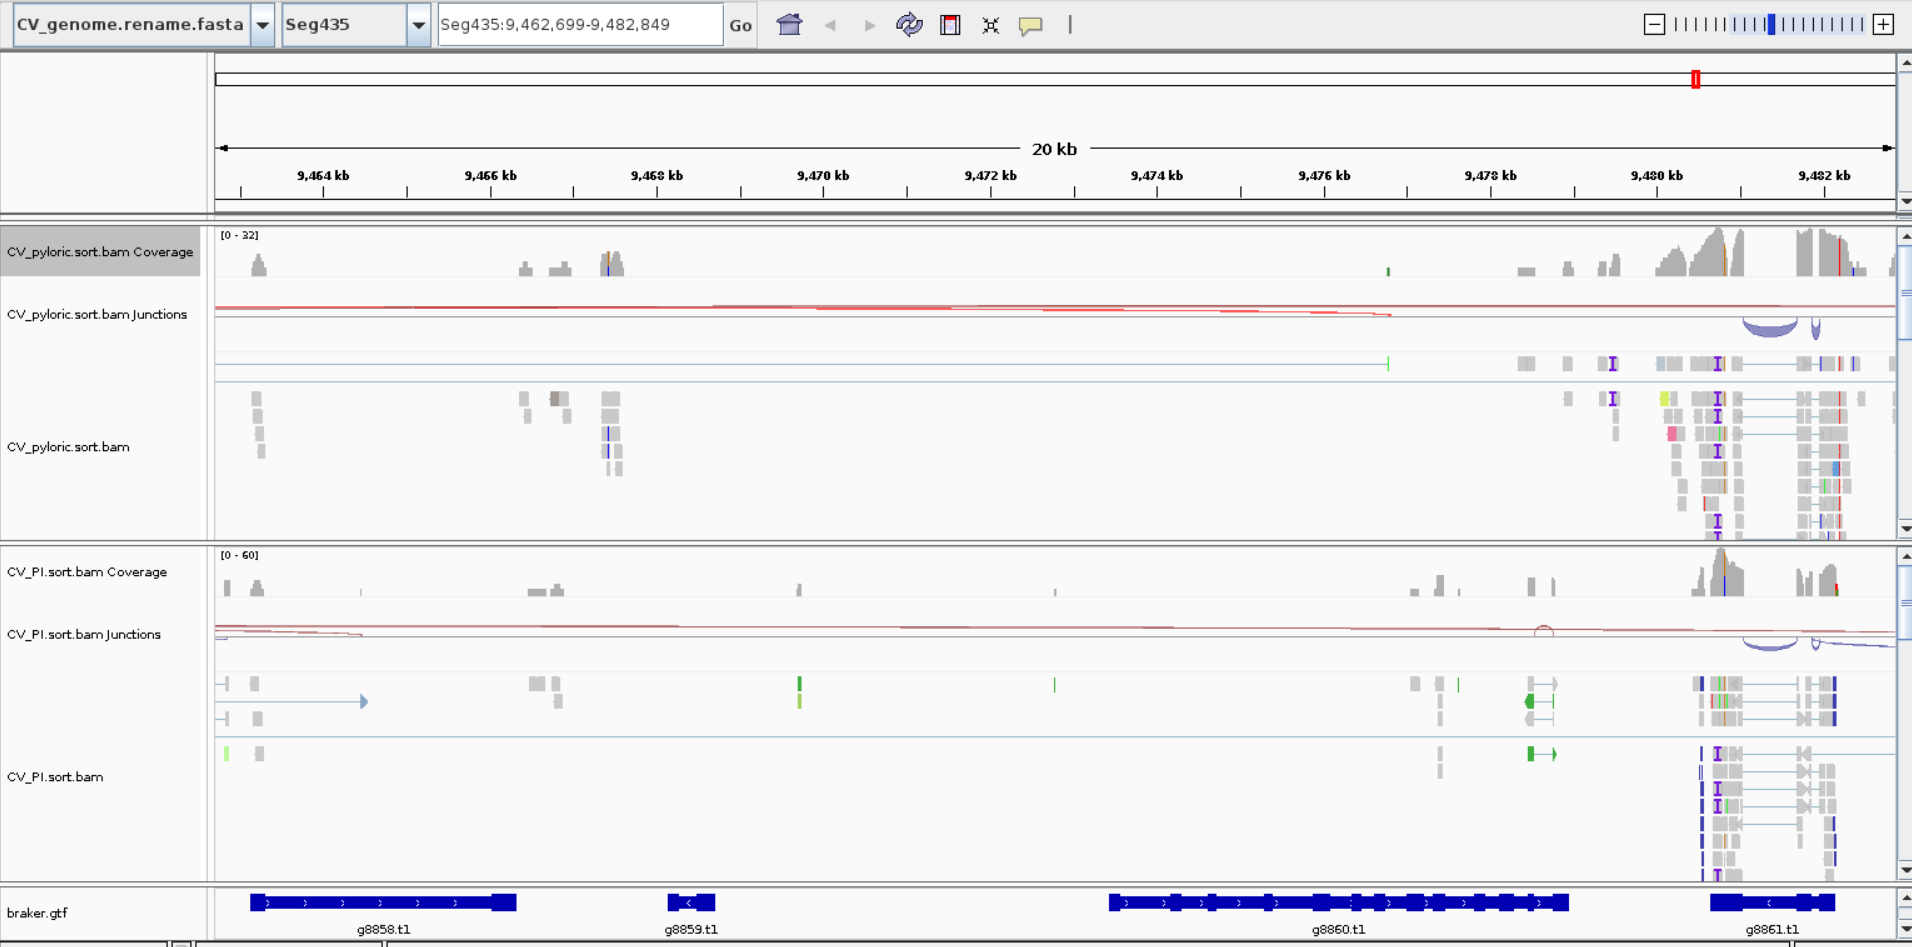 CV_genome.rename.fasta Seg435 Seg435:9,462,699-9,482,849 Go
20 kb
9,464 kb 9,466 kb 9,468 kb 9,470 kb 9,472 kb 9,474 kb 9,476 kb 9,478 kb 9,480 kb 9,482 kb
[0 - 32]
CV_pyloric.sort.bam Coverage
CV_pyloric.sort.bam Junctions
CV_pyloric.sort.bam
[0 - 60]
CV_PI.sort.bam Coverage
CV_PI.sort.bam Junctions
CV_PI.sort.bam
braker.gtf
g8858.t1 g8859.t1 g8860.t1 g8861.t1